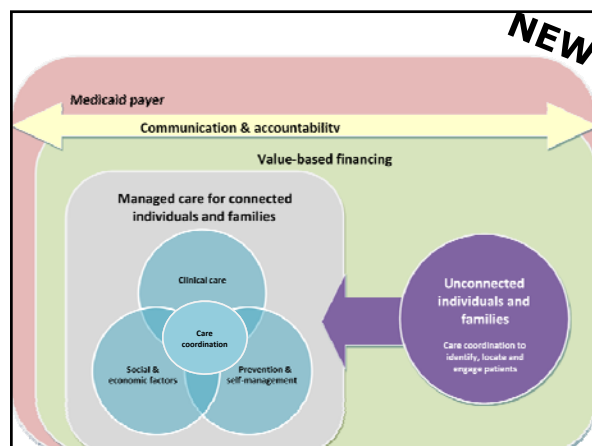 NEW
Medicaid payer
Communication & accountability
Value-based financing
Managed care for connected
individuals and families
Clinical care
Care
coordination
Social &
economic factors
Prevention &
self-management
Unconnected
individuals and
families
Care coordination to
identify, locate and
engage patients